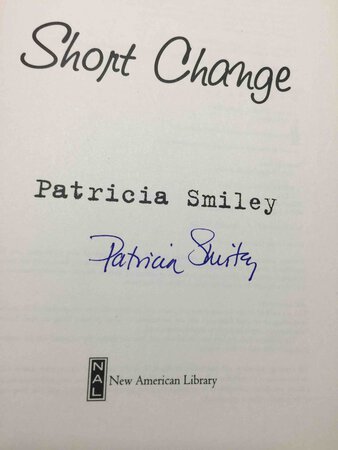 Short Change
Patricia Smiley
Patricia Smiley
NAL New American Library